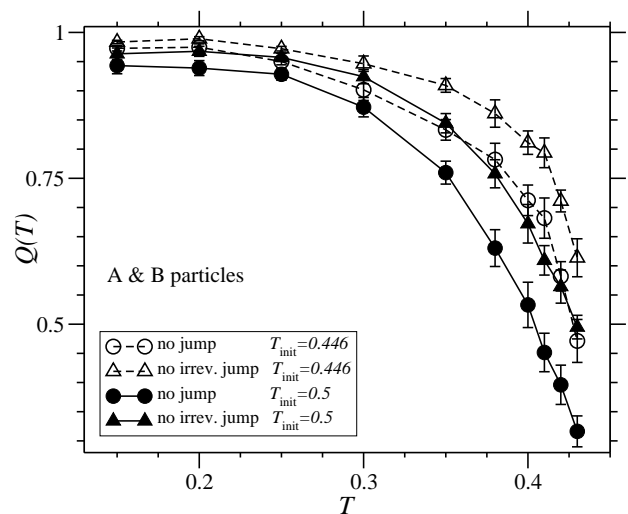 1
0.75
0.5
Q(T)
A & B particles
no jump T_init=0.446
no irrev. jump T_init=0.446
no jump T_init=0.5
no irrev. jump T_init=0.5
0.2 0.3 0.4
T